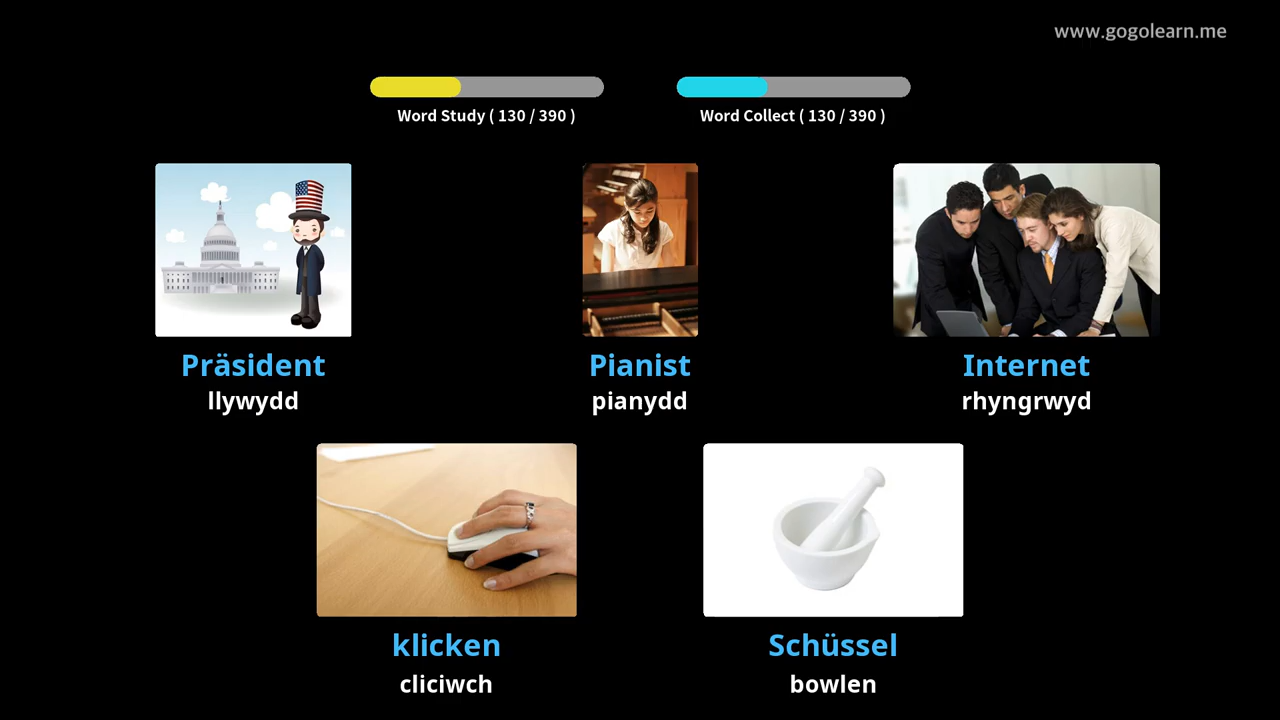 www.gogolearn.me
Word Study ( 130 / 390 )
Word Collect ( 130 / 390 )
Präsident
llywydd
Pianist
pianydd
Internet
rhyngrwyd
klicken
cliciwch
Schüssel
bowlen